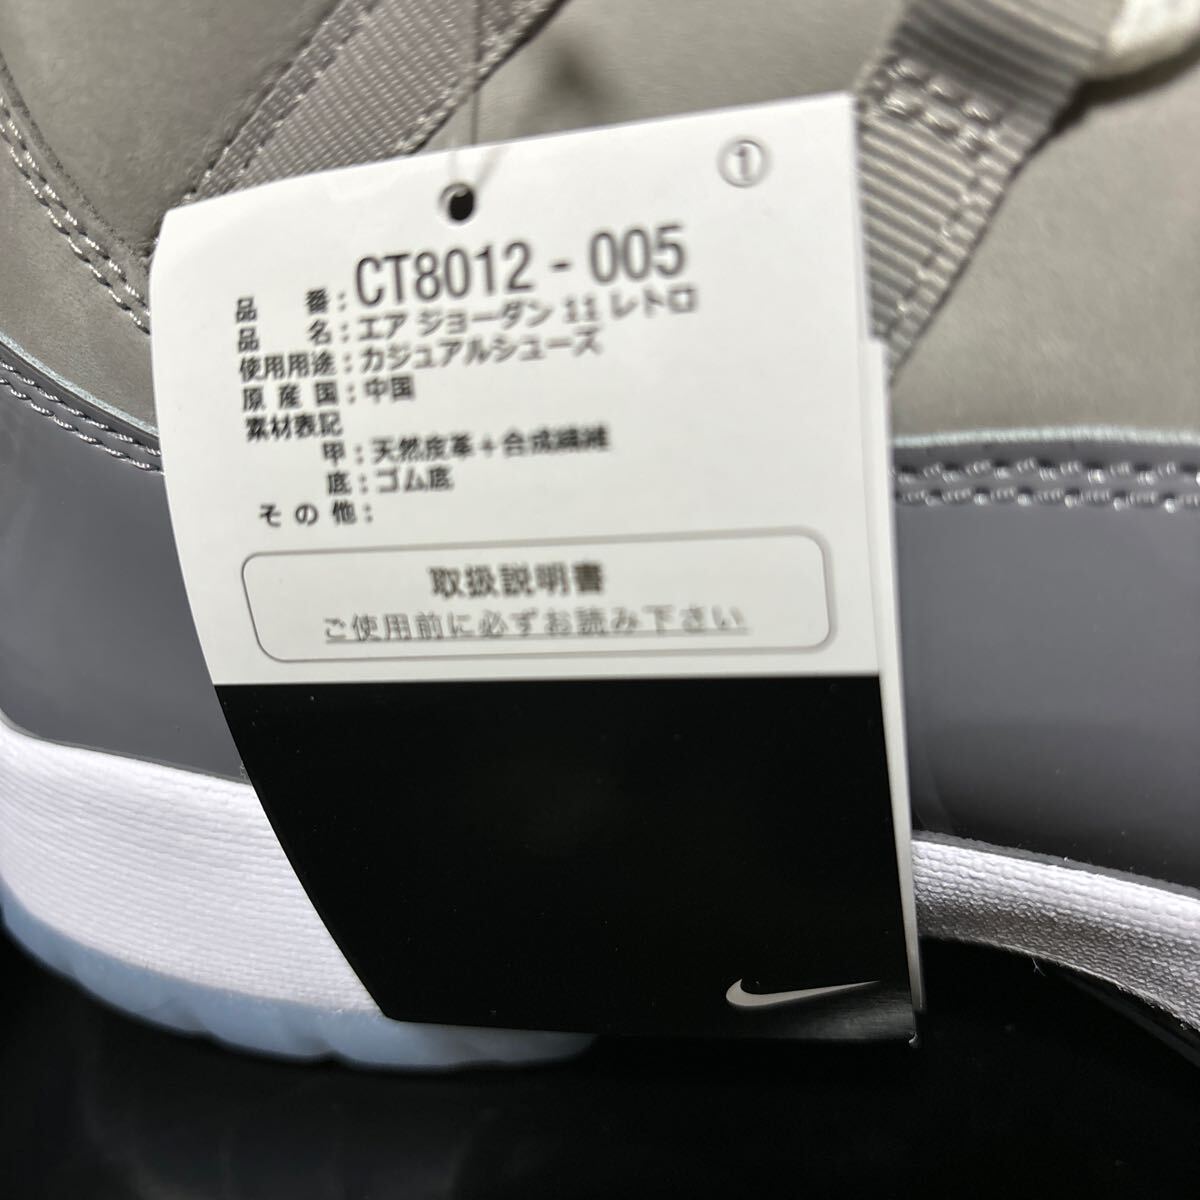 ①
品番：CT8012 - 005
品名：エア ジョーダン 11 レトロ
使用用途：カジュアルシューズ
原産国：中国
素材表記
甲：天然皮革＋合成繊維
底：ゴム底
その他：
取扱説明書
ご使用前に必ずお読み下さい